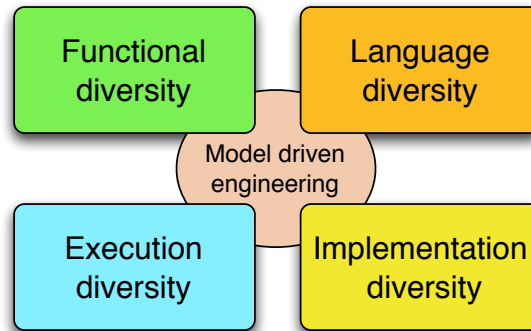 Functional
diversity
Language
diversity
Model driven
engineering
Execution
diversity
Implementation
diversity